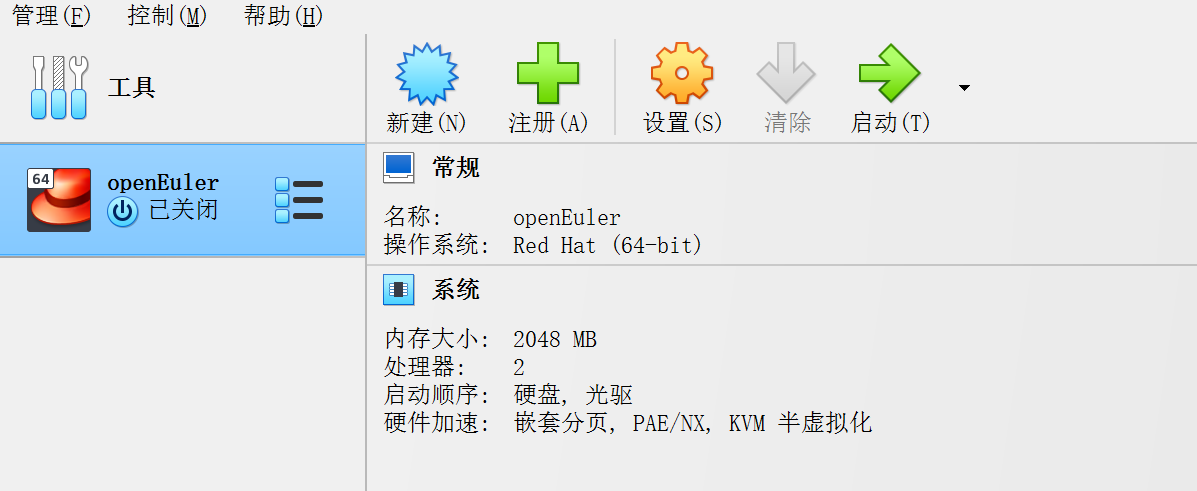 管理(F) 控制(M) 帮助(H)
工具
新建(N) 注册(A) 设置(S) 清除 启动(T)
64
openEuler
已关闭
常规
名称: openEuler
操作系统: Red Hat (64-bit)
系统
内存大小: 2048 MB
处理器: 2
启动顺序: 硬盘, 光驱
硬件加速: 嵌套分页, PAE/NX, KVM 半虚拟化